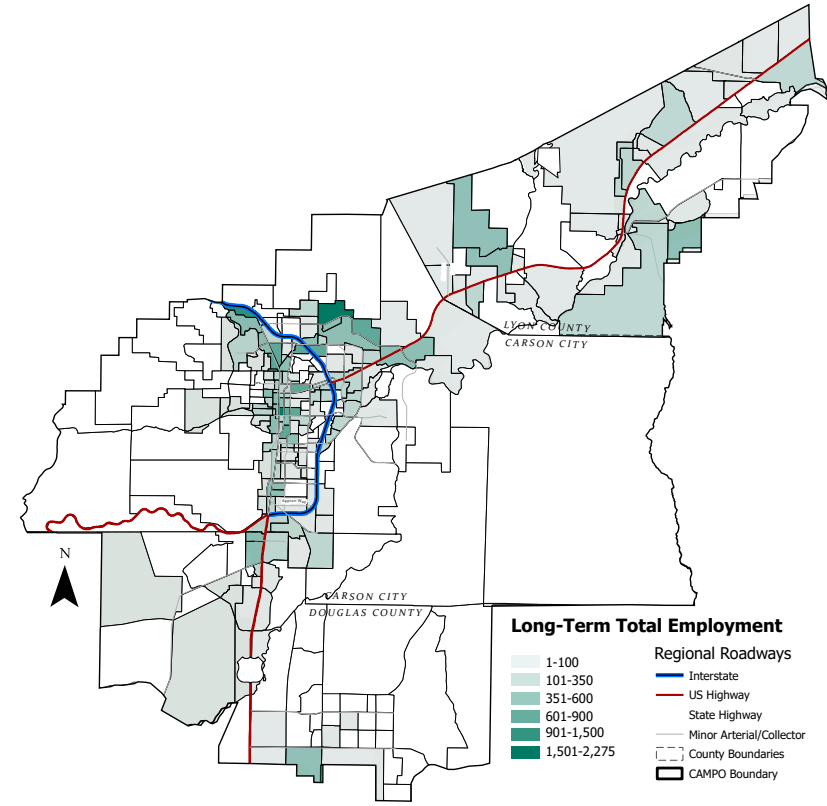 LYON COUNTY
CARSON CITY
Appion Way
N
CARSON CITY
DOUGLAS COUNTY
Long-Term Total Employment
1-100
101-350
351-600
601-900
901-1,500
1,501-2,275
Regional Roadways
Interstate
US Highway
State Highway
Minor Arterial/Collector
County Boundaries
CAMPO Boundary